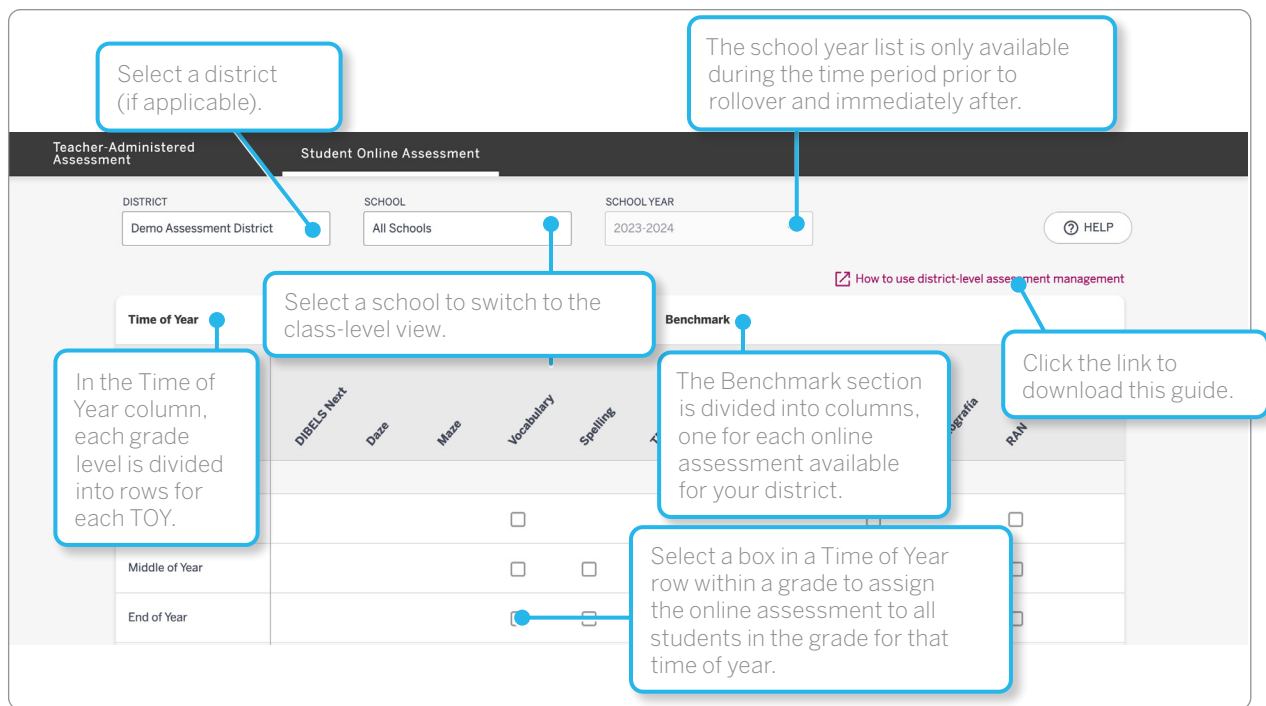 Select a district
(if applicable).
The school year list is only available
during the time period prior to
rollover and immediately after.
Teacher-Administered
Assessment
Student Online Assessment
DISTRICT
SCHOOL
SCHOOL YEAR
Demo Assessment District
All Schools
2023-2024
HELP
How to use district-level assessment management
Select a school to switch to the
class-level view.
Time of Year
Benchmark
Click the link to
download this guide.
In the Time of
Year column,
each grade
level is divided
into rows for
each TOY.
The Benchmark section
is divided into columns,
one for each online
assessment available
for your district.
DIBELS Next
Daze
Maze
Vocabulary
Spelling
RAN
Select a box in a Time of Year
row within a grade to assign
the online assessment to all
students in the grade for that
time of year.
Middle of Year
End of Year